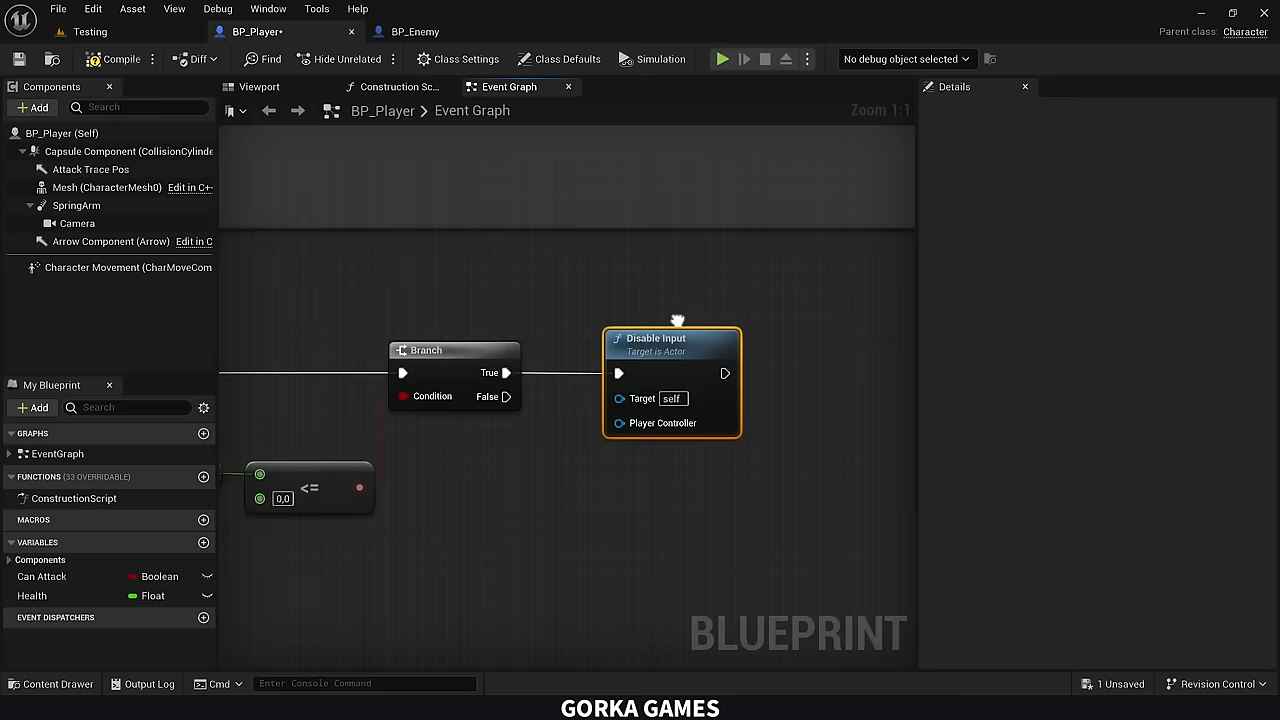 File Edit Asset View Debug Window Tools Help
Testing BP_Player• BP_Enemy Parent class: Character
Compile Diff Find Hide Unrelated Class Settings Class Defaults Simulation No debug object selected
Components Viewport Construction Sc... Event Graph Details
Add Search BP_Player > Event Graph Zoom 1:1
BP_Player (Self)
Capsule Component (CollisionCylinde
Attack Trace Pos
Mesh (CharacterMesh0) Edit in C++
SpringArm
Camera
Arrow Component (Arrow) Edit in C
Character Movement (CharMoveCom
Disable Input
Target is Actor
Branch
True
Condition False
Target self
Player Controller
<=
0,0
My Blueprint
Add Search
GRAPHS
EventGraph
FUNCTIONS (33 OVERRIDABLE)
ConstructionScript
MACROS
VARIABLES
Components
Can Attack Boolean
Health Float
EVENT DISPATCHERS
BLUEPRINT
Content Drawer Output Log Cmd Enter Console Command 1 Unsaved Revision Control
GORKA GAMES